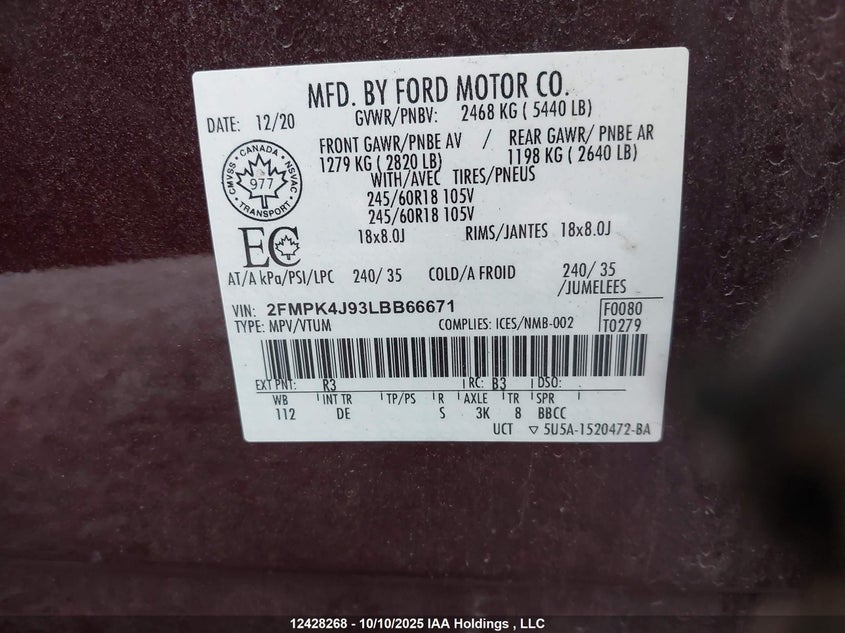 MFD. BY FORD MOTOR CO.
DATE: 12/20 GVWR/PNBV: 2468 KG ( 5440 LB)
FRONT GAWR/PNBE AV / REAR GAWR/ PNBE AR
1279 KG ( 2820 LB) 1198 KG ( 2640 LB)
WITH/AVEC TIRES/PNEUS
CMVSS · CANADA · NSVAC · TRANSPORT ·
977
245/60R18 105V
245/60R18 105V
EC
18x8.0J RIMS/JANTES 18x8.0J
AT/A kPa/PSI/LPC 240/ 35 COLD/A FROID 240/ 35
/JUMELEES
VIN: 2FMPK4J93LBB66671 F0080
TYPE: MPV/VTUM COMPLIES: ICES/NMB-002 T0279
EXT PNT: R3 RC: B3 DSO:
WB INT TR TP/PS R AXLE TR SPR
112 DE S 3K 8 BBCC
UCT ▽ 5U5A-1520472-BA
12428268 - 10/10/2025 IAA Holdings , LLC